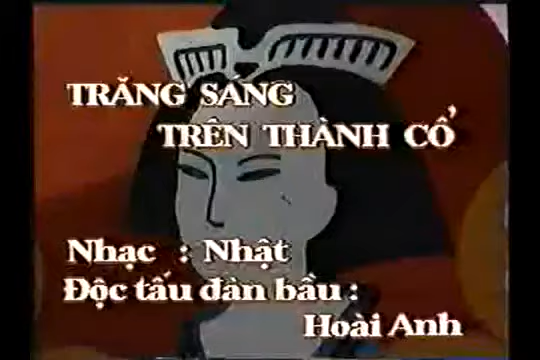 TRĂNG SÁNG
TRÊN THÀNH CỔ
Nhạc : Nhật
Độc tấu đàn bầu :
Hoài Anh